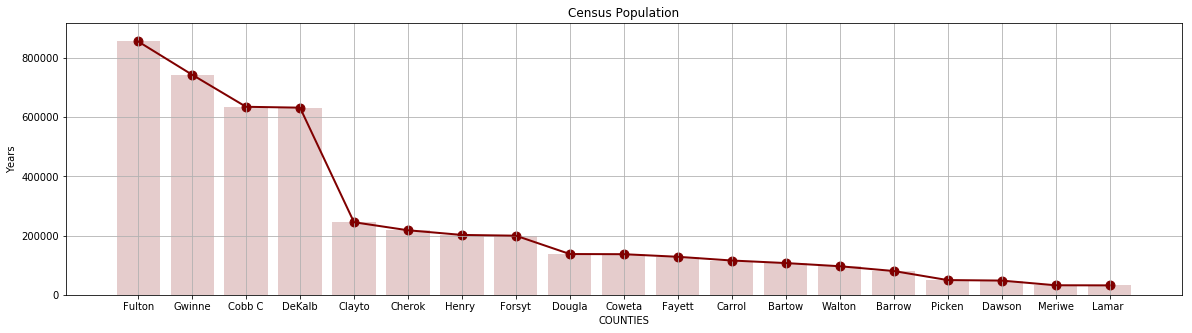 Census Population
800000
600000
400000
200000
0
Years
Fulton Gwinne Cobb C DeKalb Clayto Cherok Henry Forsyt Dougla Coweta Fayett Carrol Bartow Walton Barrow Picken Dawson Meriwe Lamar
COUNTIES